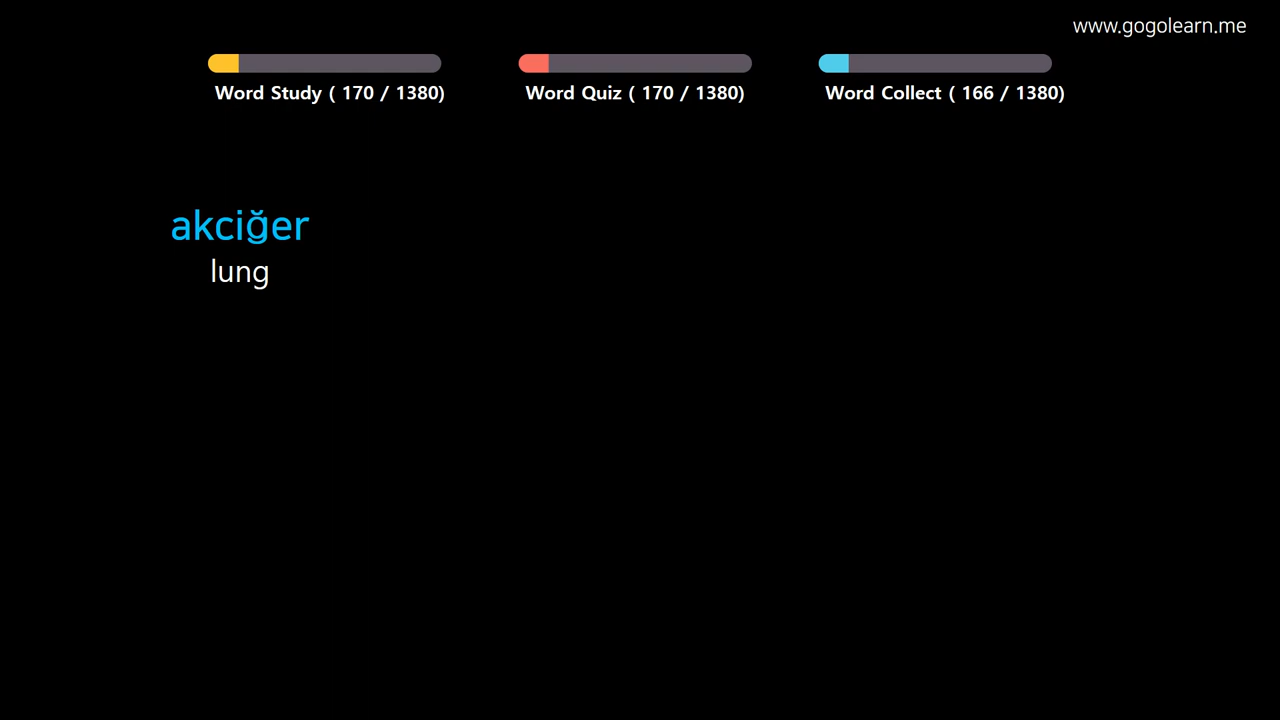 www.gogolearn.me
Word Study ( 170 / 1380)
Word Quiz ( 170 / 1380)
Word Collect ( 166 / 1380)
akciğer
lung